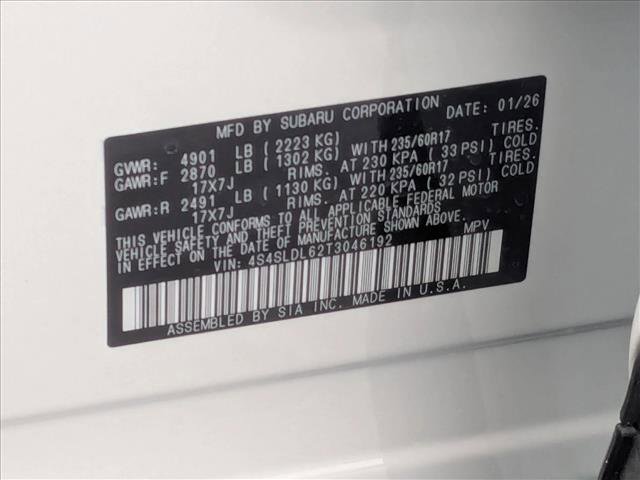 MFD BY SUBARU CORPORATION DATE: 01/26
GVWR: 4901 LB ( 2223 KG)
GAWR:F 2870 LB ( 1302 KG) WITH 235/60R17 TIRES.
17X7J RIMS. AT 230 KPA ( 33 PSI) COLD
GAWR:R 2491 LB ( 1130 KG) WITH 235/60R17 TIRES.
17X7J RIMS. AT 220 KPA ( 32 PSI) COLD
THIS VEHICLE CONFORMS TO ALL APPLICABLE FEDERAL MOTOR
VEHICLE SAFETY AND THEFT PREVENTION STANDARDS
IN EFFECT ON THE DATE OF MANUFACTURE SHOWN ABOVE.
VIN: 4S4SLDL62T3046192 MPV
ASSEMBLED BY SIA INC. MADE IN U.S.A.